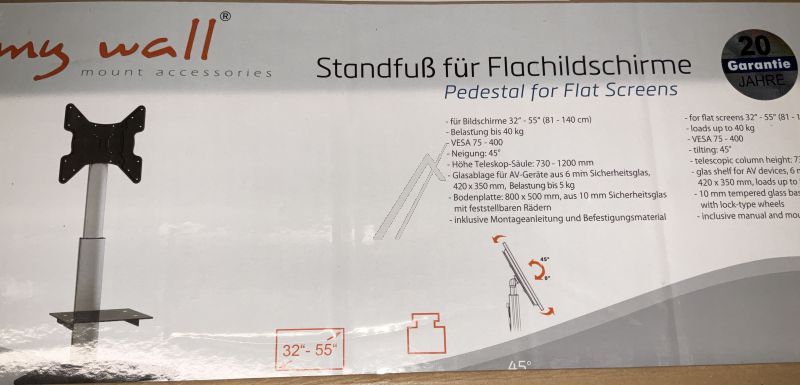 my wall®
mount accessories
Standfuß für Flachildschirme
Pedestal for Flat Screens
20
Garantie
JAHRE
- für Bildschirme 32" - 55" (81 - 140 cm)
- Belastung bis 40 kg
- VESA 75 - 400
- Neigung: 45°
- Höhe Teleskop-Säule: 730 - 1200 mm
- Glasablage für AV-Geräte aus 6 mm Sicherheitsglas,
420 x 350 mm, Belastung bis 5 kg
- Bodenplatte: 800 x 500 mm, aus 10 mm Sicherheitsglas
mit feststellbaren Rädern
- inklusive Montageanleitung und Befestigungsmaterial
- for flat screens 32" - 55" (81 - 1
- loads up to 40 kg
- VESA 75 - 400
- tilting: 45°
- telescopic column height: 73
- glas shelf for AV devices, 6 m
420 x 350 mm, loads up to
- 10 mm tempered glass bas
with lock-type wheels
- inclusive manual and mou
45°
8°
32"- 55"
45°